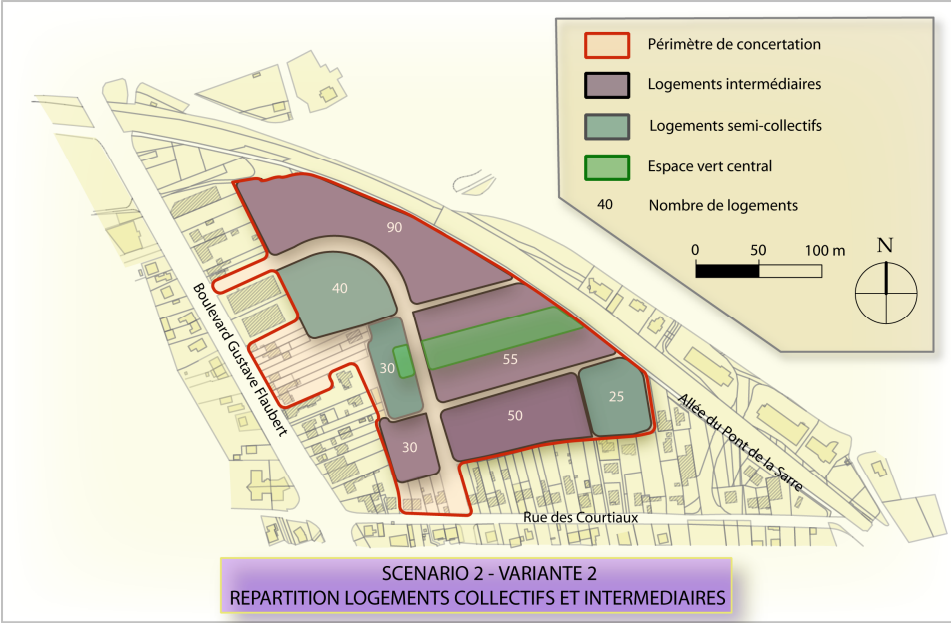 Périmètre de concertation
Logements intermédiaires
Logements semi-collectifs
Espace vert central
40 Nombre de logements
0 50 100 m
N
90
40
30
55
25
50
30
Boulevard Gustave Flaubert
Allée du Pont de la Sarre
Rue des Courtiaux
SCENARIO 2 - VARIANTE 2
REPARTITION LOGEMENTS COLLECTIFS ET INTERMEDIAIRES